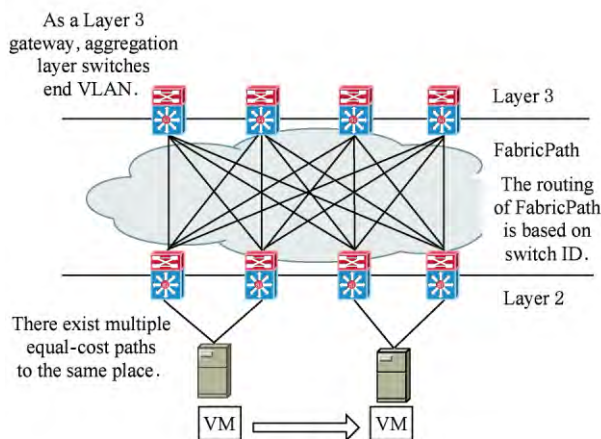 As a Layer 3
gateway, aggregation
layer switches
end VLAN.
Layer 3
FabricPath
The routing
of FabricPath
is based on
switch ID.
Layer 2
There exist multiple
equal-cost paths
to the same place.
VM
VM